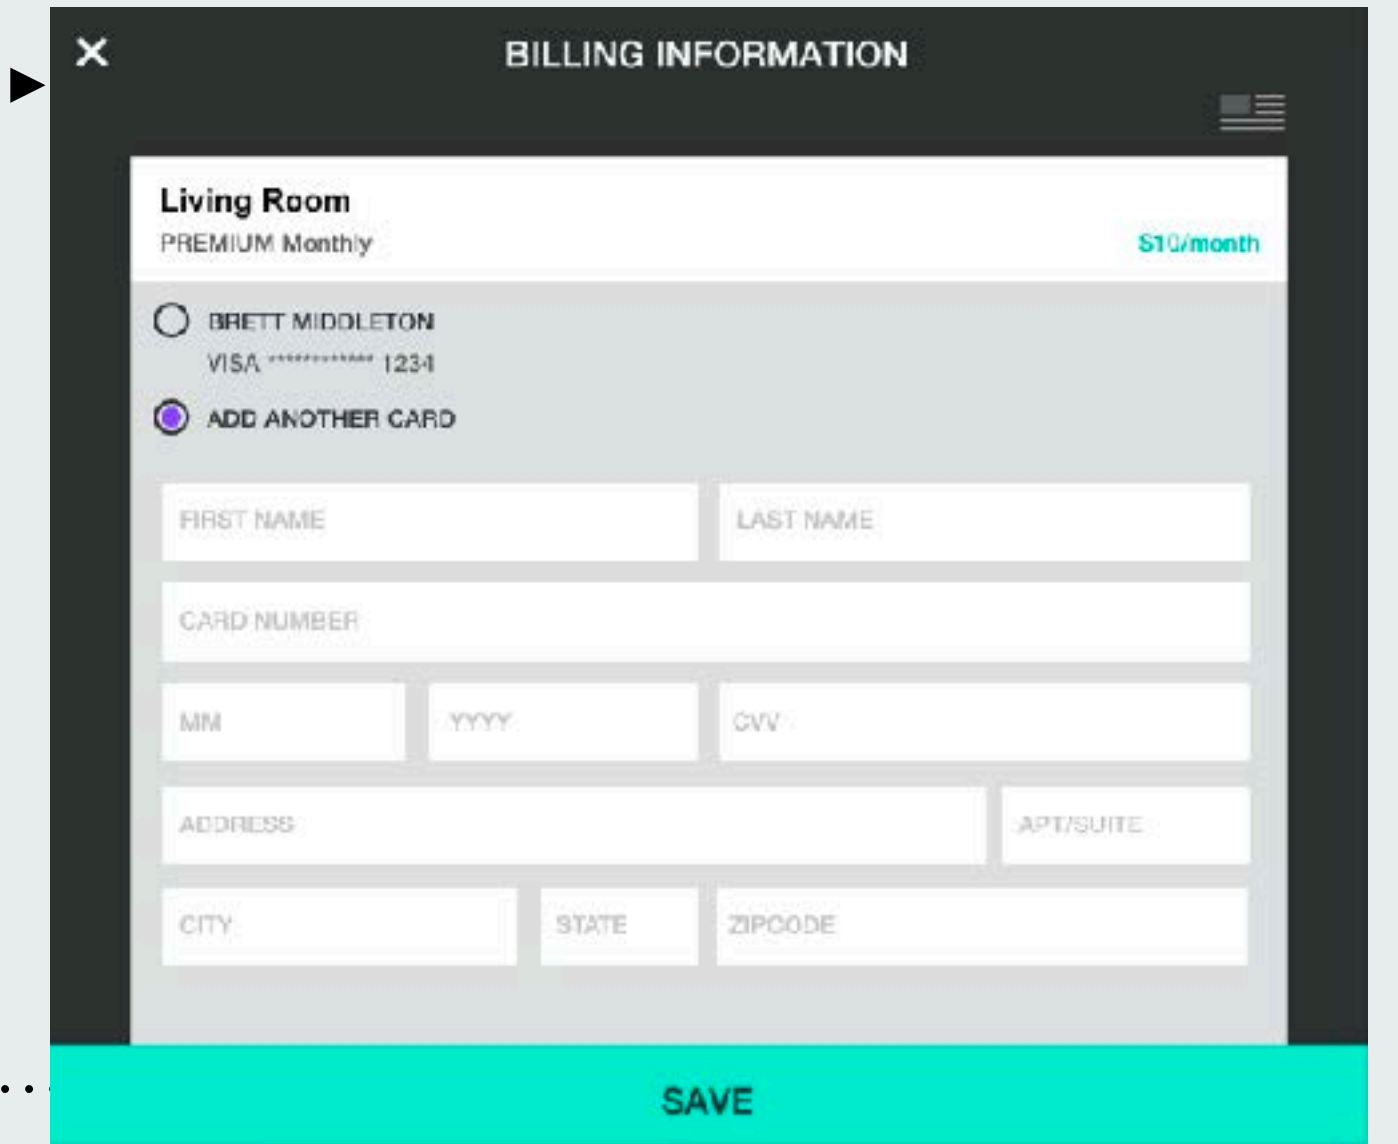 BILLING INFORMATION
Living Room
PREMIUM Monthly
$10/month
BRETT MIDDLETON
VISA ************ 1234
ADD ANOTHER CARD
FIRST NAME
LAST NAME
CARD NUMBER
MM
YYYY
CVV
ADDRESS
APT/SUITE
CITY
STATE
ZIPCODE
SAVE